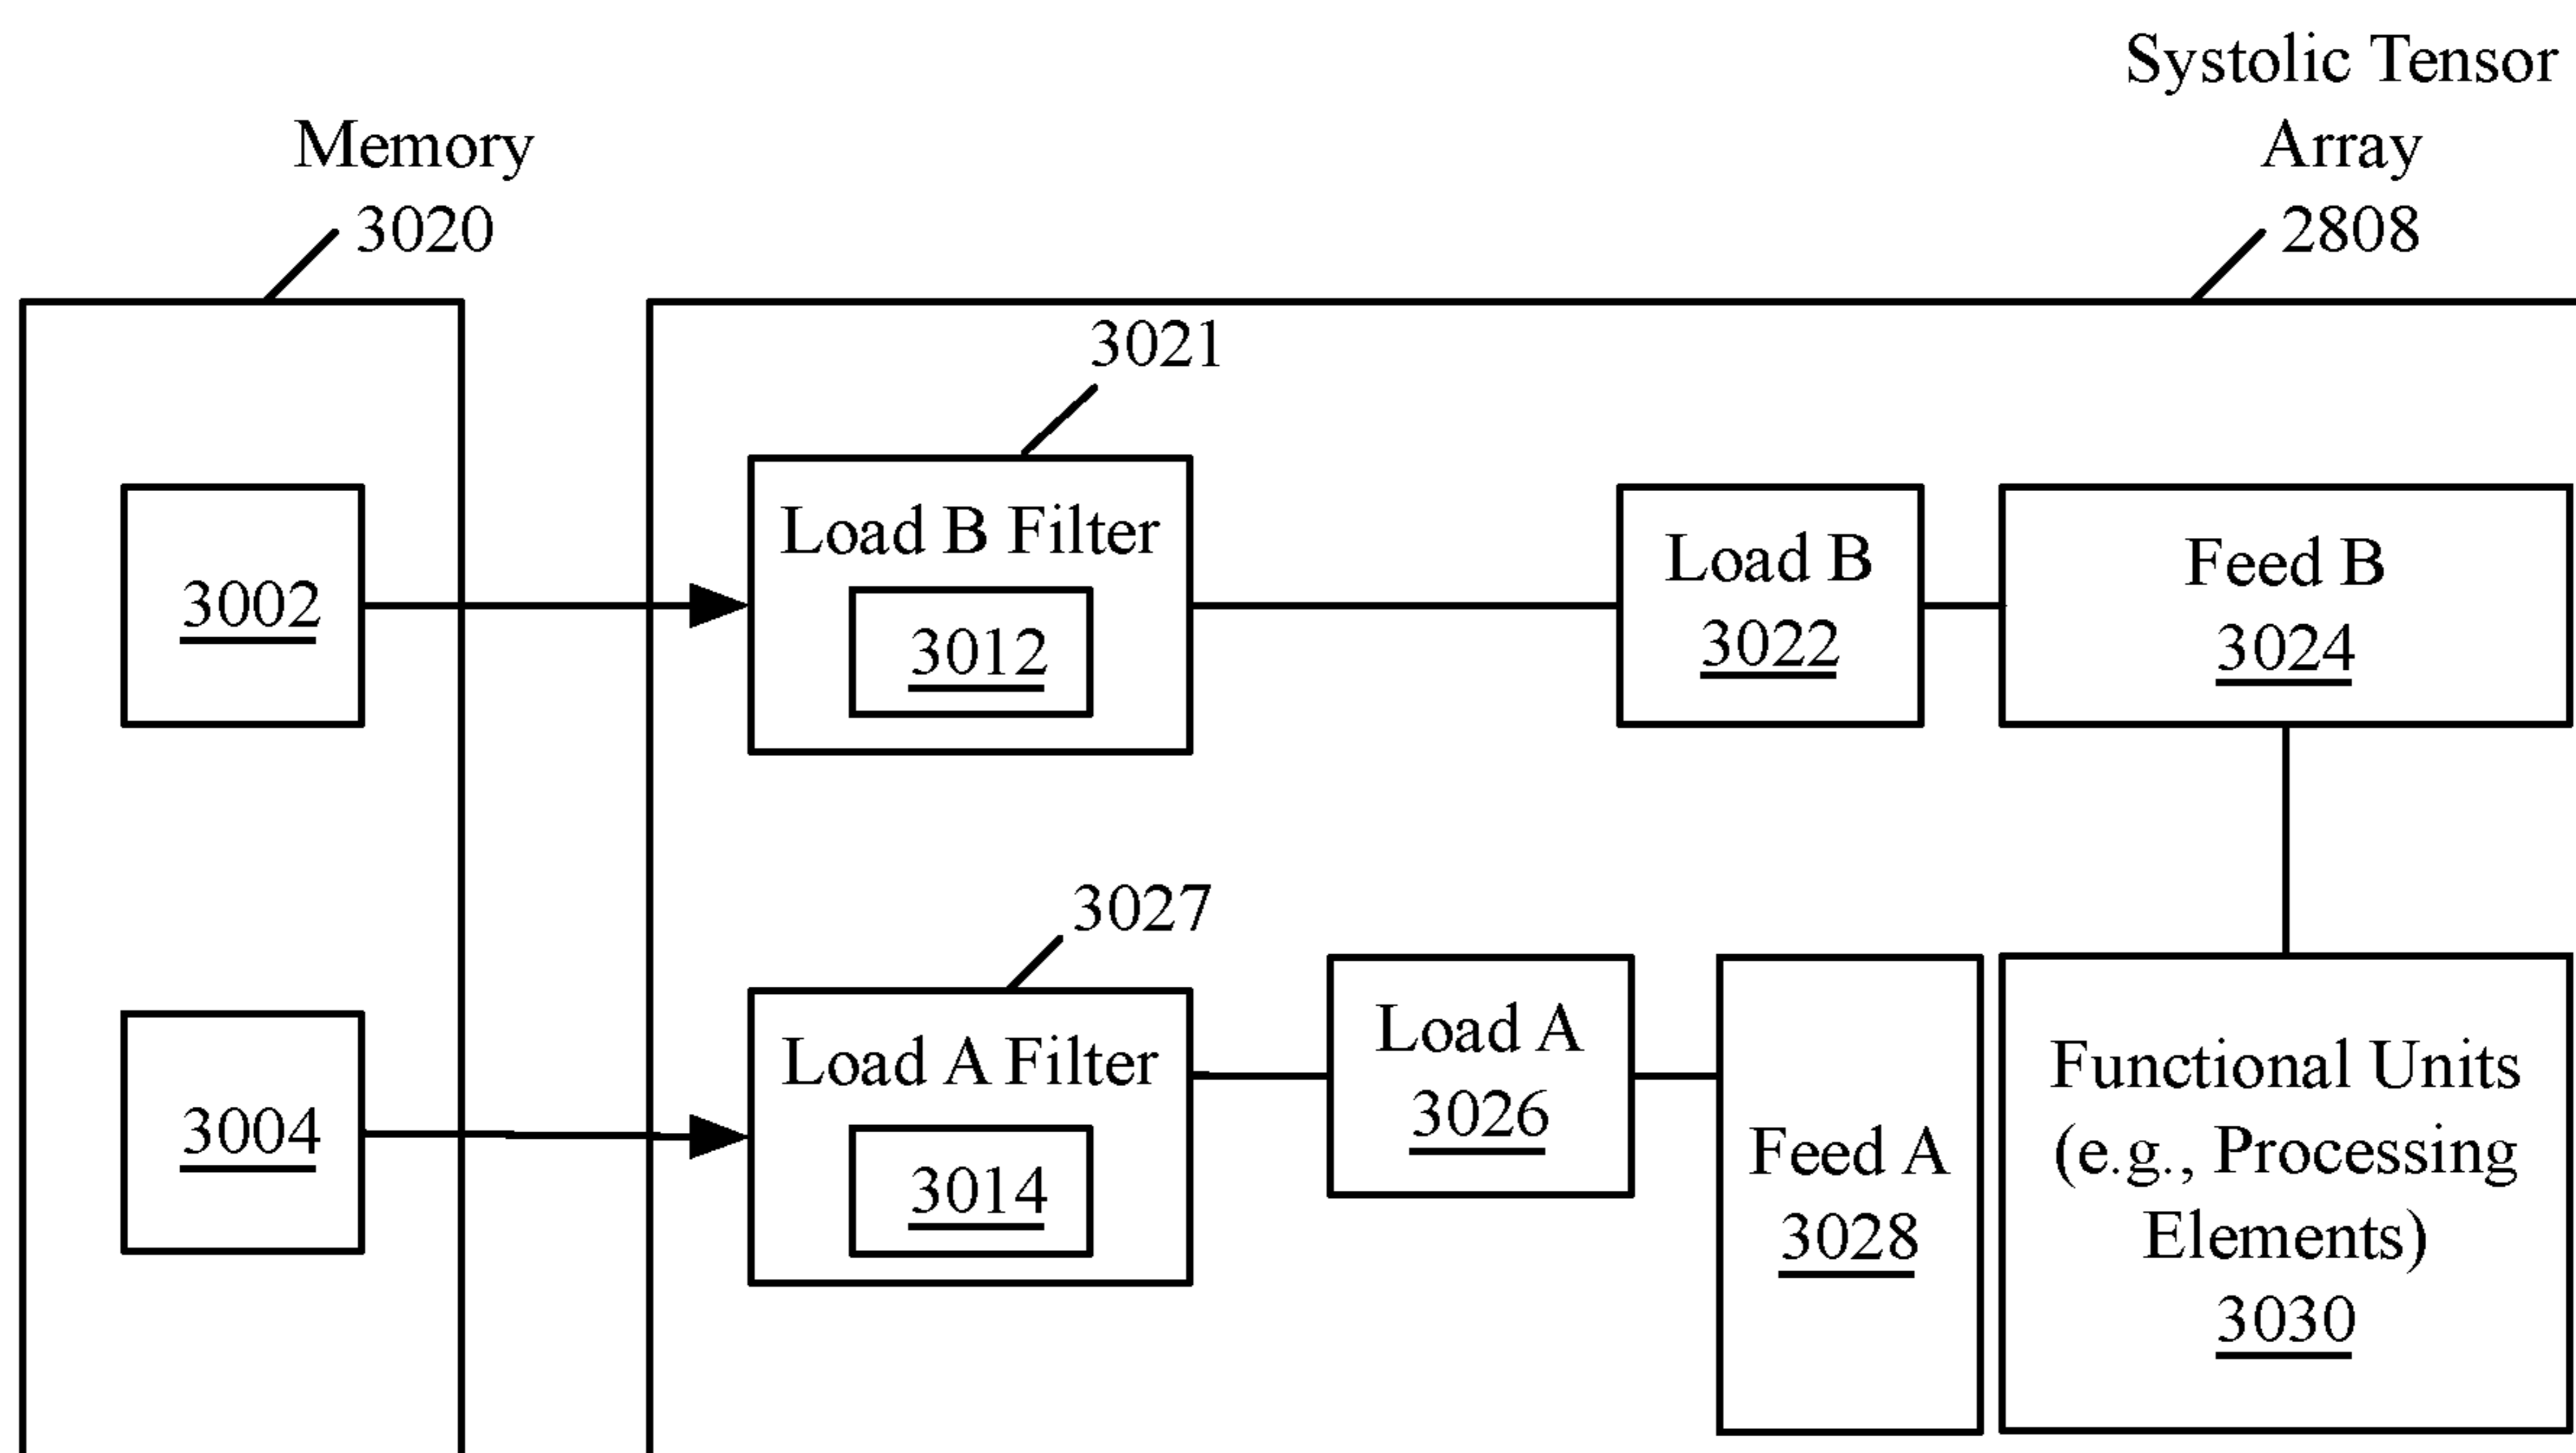 Systolic Tensor
Array
2808
Memory
3020
3021
Load B Filter
3012
3002
Load B
3022
Feed B
3024
3027
Load A Filter
3014
3004
Load A
3026
Feed A
3028
Functional Units
(e.g., Processing
Elements)
3030